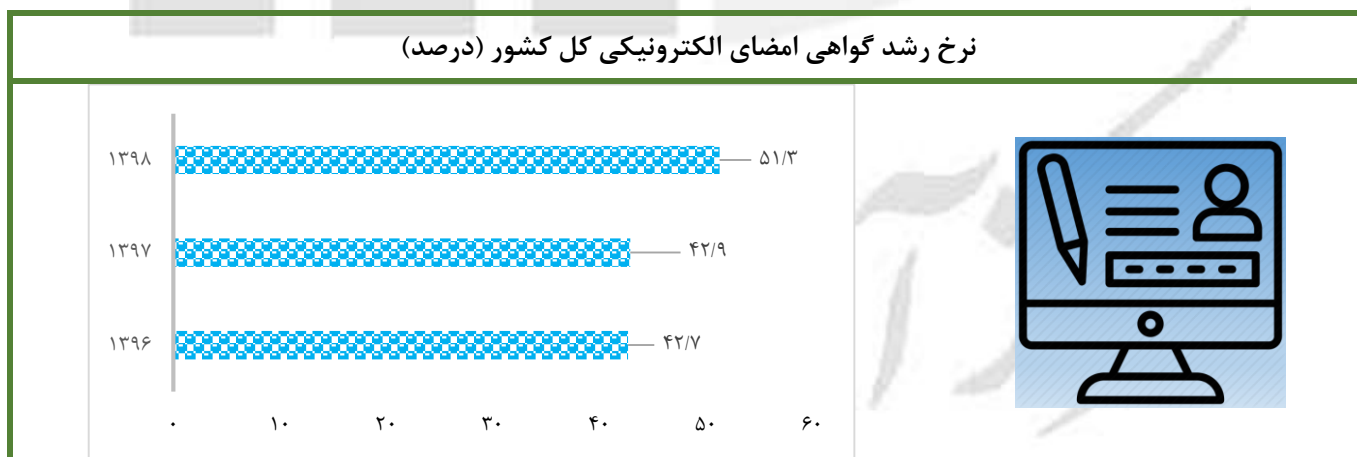 نرخ رشد گواهی امضای الکترونیکی کل کشور (درصد)
۱۳۹۸ ۵۱/۳
۱۳۹۷ ۴۲/۹
۱۳۹۶ ۴۲/۷
۰ ۱۰ ۲۰ ۳۰ ۴۰ ۵۰ ۶۰